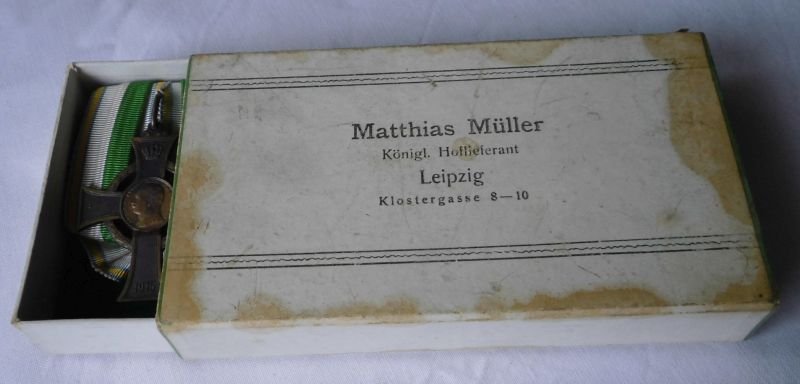 Matthias Müller
Königl. Hoflieferant
Leipzig
Klostergasse 8—10